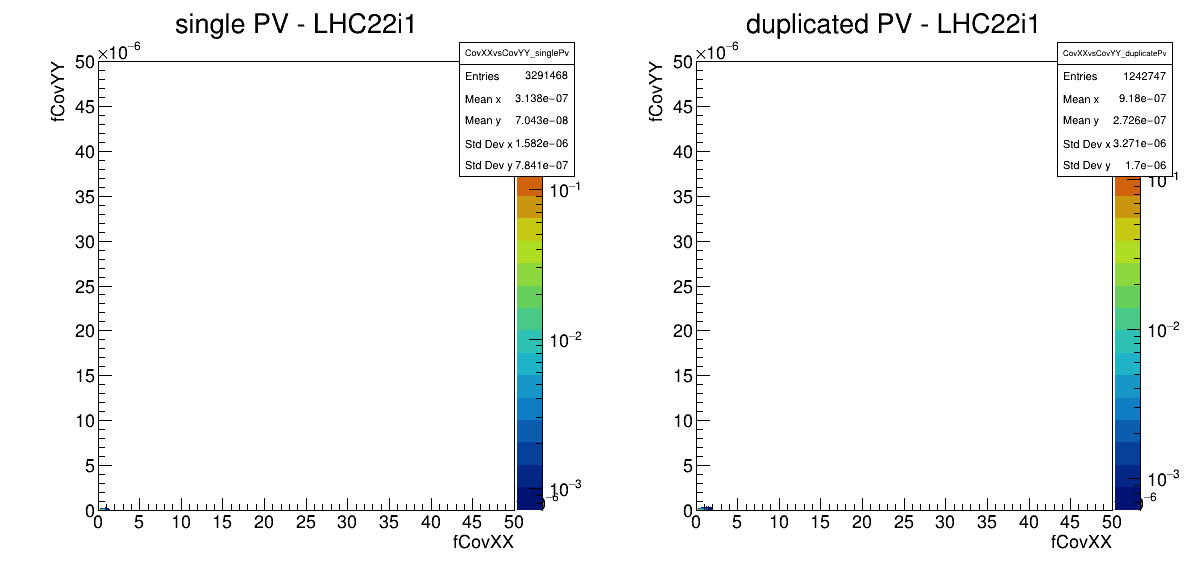 single PV - LHC22i1
×10⁻⁶
fCovYY
50
45
40
35
30
25
20
15
10
5
0
0 5 10 15 20 25 30 35 40 45 50
fCovXX
CovXXvsCovYY_singlePv
Entries 3291468
Mean x 3.138e−07
Mean y 7.043e−08
Std Dev x 1.582e−06
Std Dev y 7.841e−07
10⁻¹
10⁻²
10⁻³
duplicated PV - LHC22i1
×10⁻⁶
fCovYY
50
45
40
35
30
25
20
15
10
5
0
0 5 10 15 20 25 30 35 40 45 50
fCovXX
CovXXvsCovYY_duplicatePv
Entries 1242747
Mean x 9.18e−07
Mean y 2.726e−07
Std Dev x 3.271e−06
Std Dev y 1.7e−06
10⁻¹
10⁻²
10⁻³